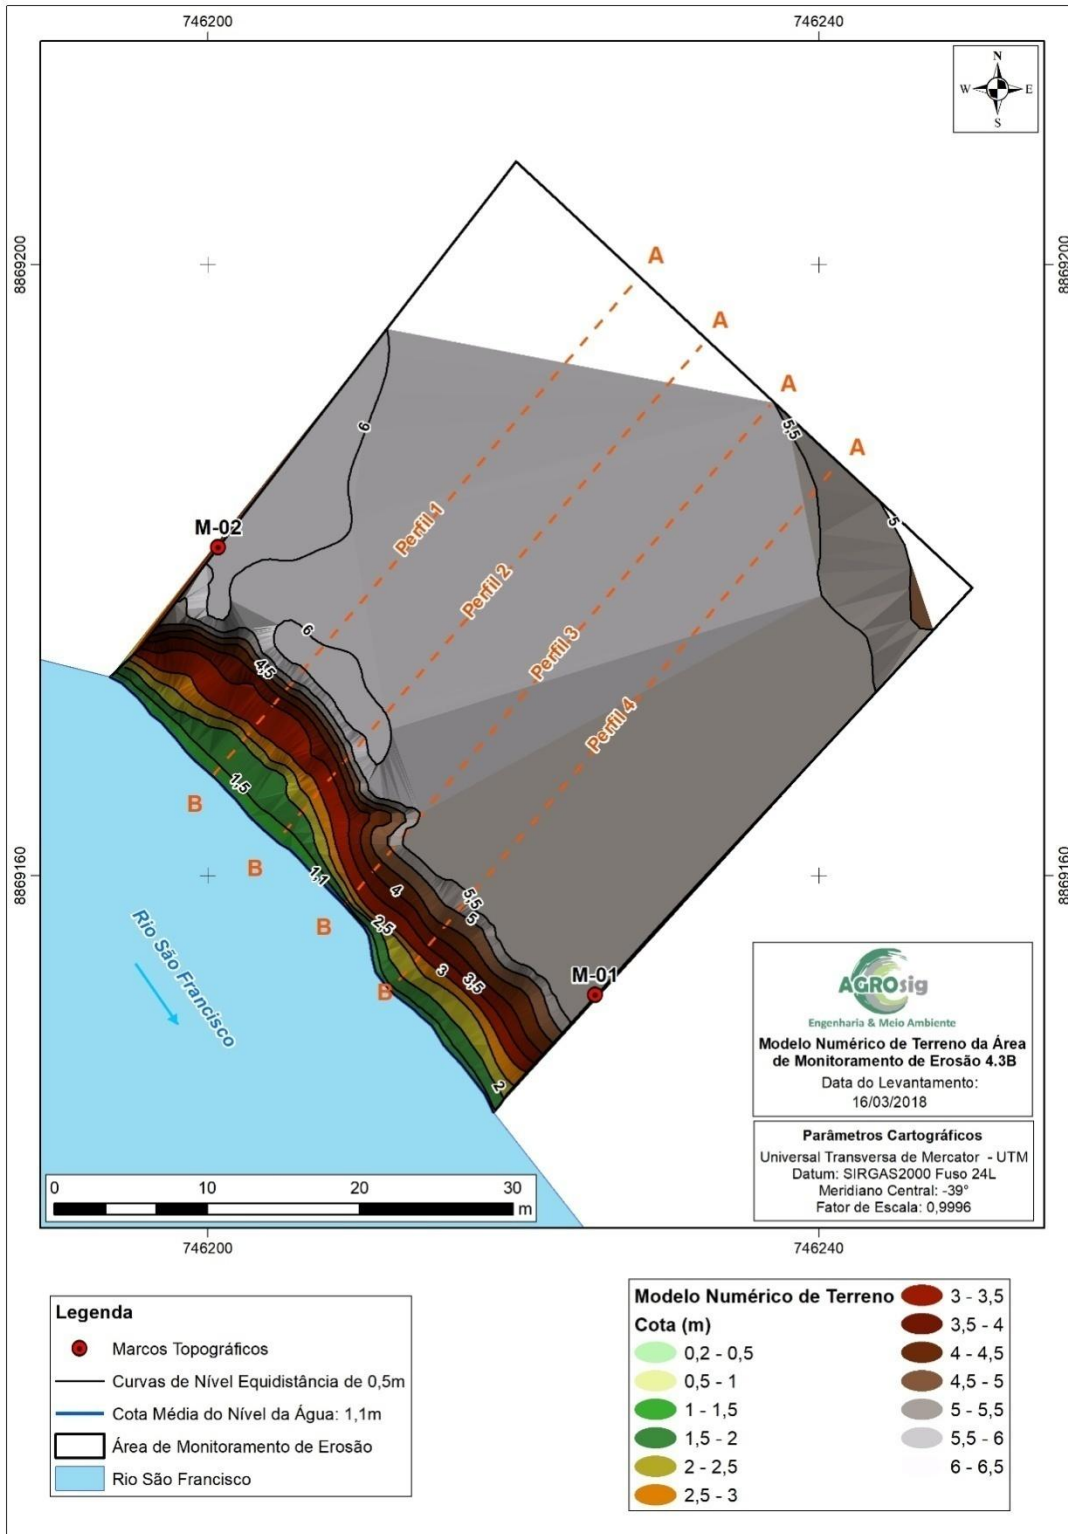 746200
746240
N
W
E
S
8869200
8869200
A
A
A
5,5
A
6
5
Perfil 1
M-02
Perfil 2
6
Perfil 3
4,5
Perfil 4
1,5
B
B
1,1
4
5,5
5
8869160
8869160
2,5
B
3
3,5
B
M-01
Rio São Francisco
2
AGROsig
Engenharia & Meio Ambiente
Modelo Numérico de Terreno da Área
de Monitoramento de Erosão 4.3B
Data do Levantamento:
16/03/2018
Parâmetros Cartográficos
Universal Transversa de Mercator - UTM
Datum: SIRGAS2000 Fuso 24L
Meridiano Central: -39°
Fator de Escala: 0,9996
0 10 20 30
m
746200
746240
Legenda
Marcos Topográficos
Curvas de Nível Equidistância de 0,5m
Cota Média do Nível da Água: 1,1m
Área de Monitoramento de Erosão
Rio São Francisco
Modelo Numérico de Terreno
Cota (m)
0,2 - 0,5
0,5 - 1
1 - 1,5
1,5 - 2
2 - 2,5
2,5 - 3
3 - 3,5
3,5 - 4
4 - 4,5
4,5 - 5
5 - 5,5
5,5 - 6
6 - 6,5